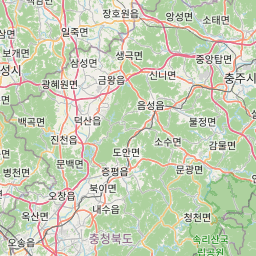 장호원읍
앙성면
소태면
일죽면
보개면
삼성면
생극면
중앙탑면
성시
금왕읍
신니면
충주시
광혜원면
음성읍
백곡면
덕산읍
불정면
진천읍
소수면
감물면
도안면
문백면
병천면
증평읍
문광면
북이면
오창읍
내수읍
옥산면
청천면
충청북도
오송읍
속리산국
립공원